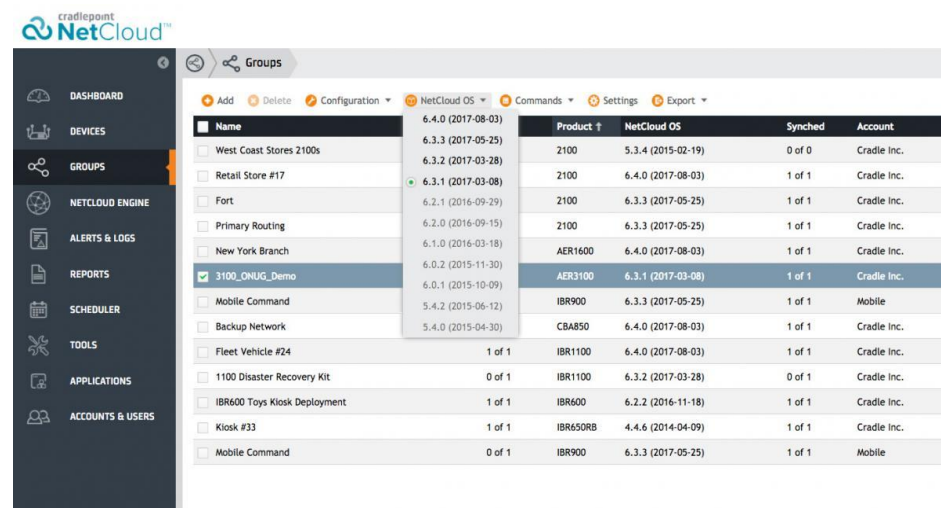 cradlepoint
NetCloud™
Groups
DASHBOARD
DEVICES
GROUPS
NETCLOUD ENGINE
ALERTS & LOGS
REPORTS
SCHEDULER
TOOLS
APPLICATIONS
ACCOUNTS & USERS
Add Delete Configuration NetCloud OS Commands Settings Export
6.4.0 (2017-08-03)
6.3.3 (2017-05-25)
6.3.2 (2017-03-28)
6.3.1 (2017-03-08)
6.2.1 (2016-09-29)
6.2.0 (2016-09-15)
6.1.0 (2016-03-18)
6.0.2 (2015-11-30)
6.0.1 (2015-10-09)
5.4.2 (2015-06-12)
5.4.0 (2015-04-30)
Name Product ↑ NetCloud OS Synched Account
West Coast Stores 2100s 2100 5.3.4 (2015-02-19) 0 of 0 Cradle Inc.
Retail Store #17 2100 6.4.0 (2017-08-03) 1 of 1 Cradle Inc.
Fort 2100 6.3.3 (2017-05-25) 1 of 1 Cradle Inc.
Primary Routing 2100 6.3.3 (2017-05-25) 1 of 1 Cradle Inc.
New York Branch AER1600 6.4.0 (2017-08-03) 1 of 1 Cradle Inc.
3100_ONUG_Demo AER3100 6.3.1 (2017-03-08) 1 of 1 Cradle Inc.
Mobile Command IBR900 6.3.3 (2017-05-25) 1 of 1 Mobile
Backup Network CBA850 6.4.0 (2017-08-03) 1 of 1 Cradle Inc.
Fleet Vehicle #24 1 of 1 IBR1100 6.4.0 (2017-08-03) 1 of 1 Cradle Inc.
1100 Disaster Recovery Kit 0 of 1 IBR1100 6.3.2 (2017-03-28) 0 of 1 Cradle Inc.
IBR600 Toys Kiosk Deployment 1 of 1 IBR600 6.2.2 (2016-11-18) 1 of 1 Cradle Inc.
Kiosk #33 1 of 1 IBR650RB 4.4.6 (2014-04-09) 1 of 1 Cradle Inc.
Mobile Command 0 of 1 IBR900 6.3.3 (2017-05-25) 1 of 1 Mobile